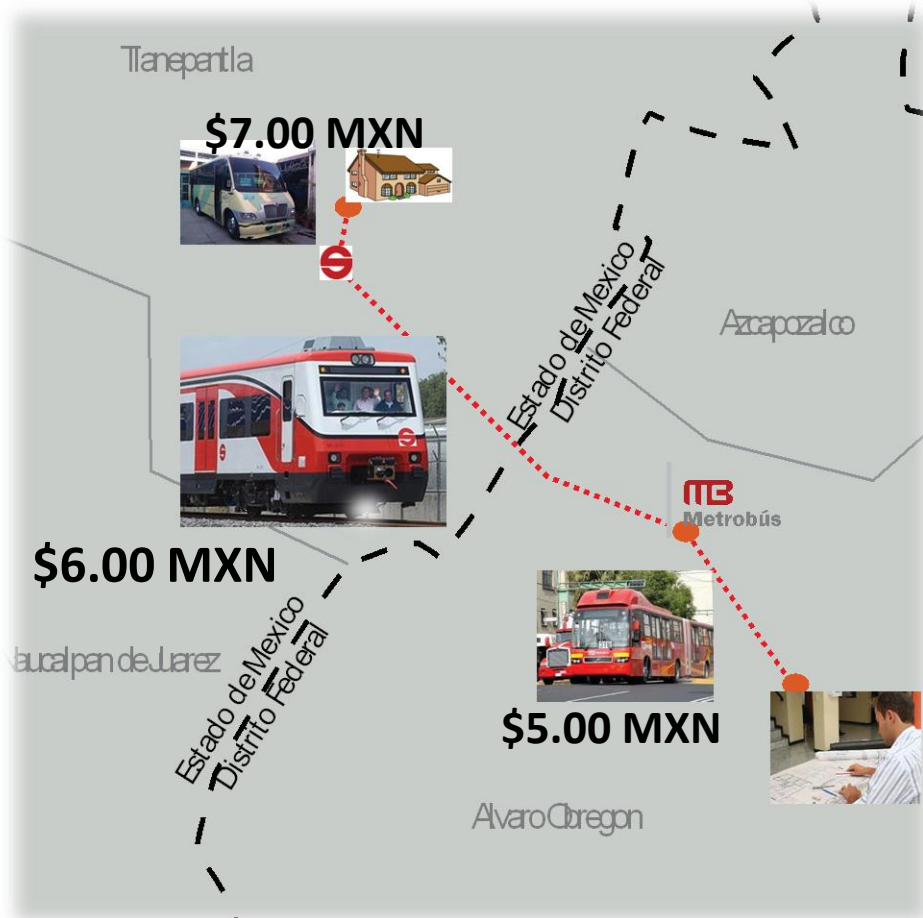 Tlanepantla
$7.00 MXN
Estado de Mexico
Distrito Federal
Azcapozalco
MB
Metrobús
$6.00 MXN
$5.00 MXN
Naucalpan de Juarez
Estado de Mexico
Distrito Federal
Alvaro Obregon